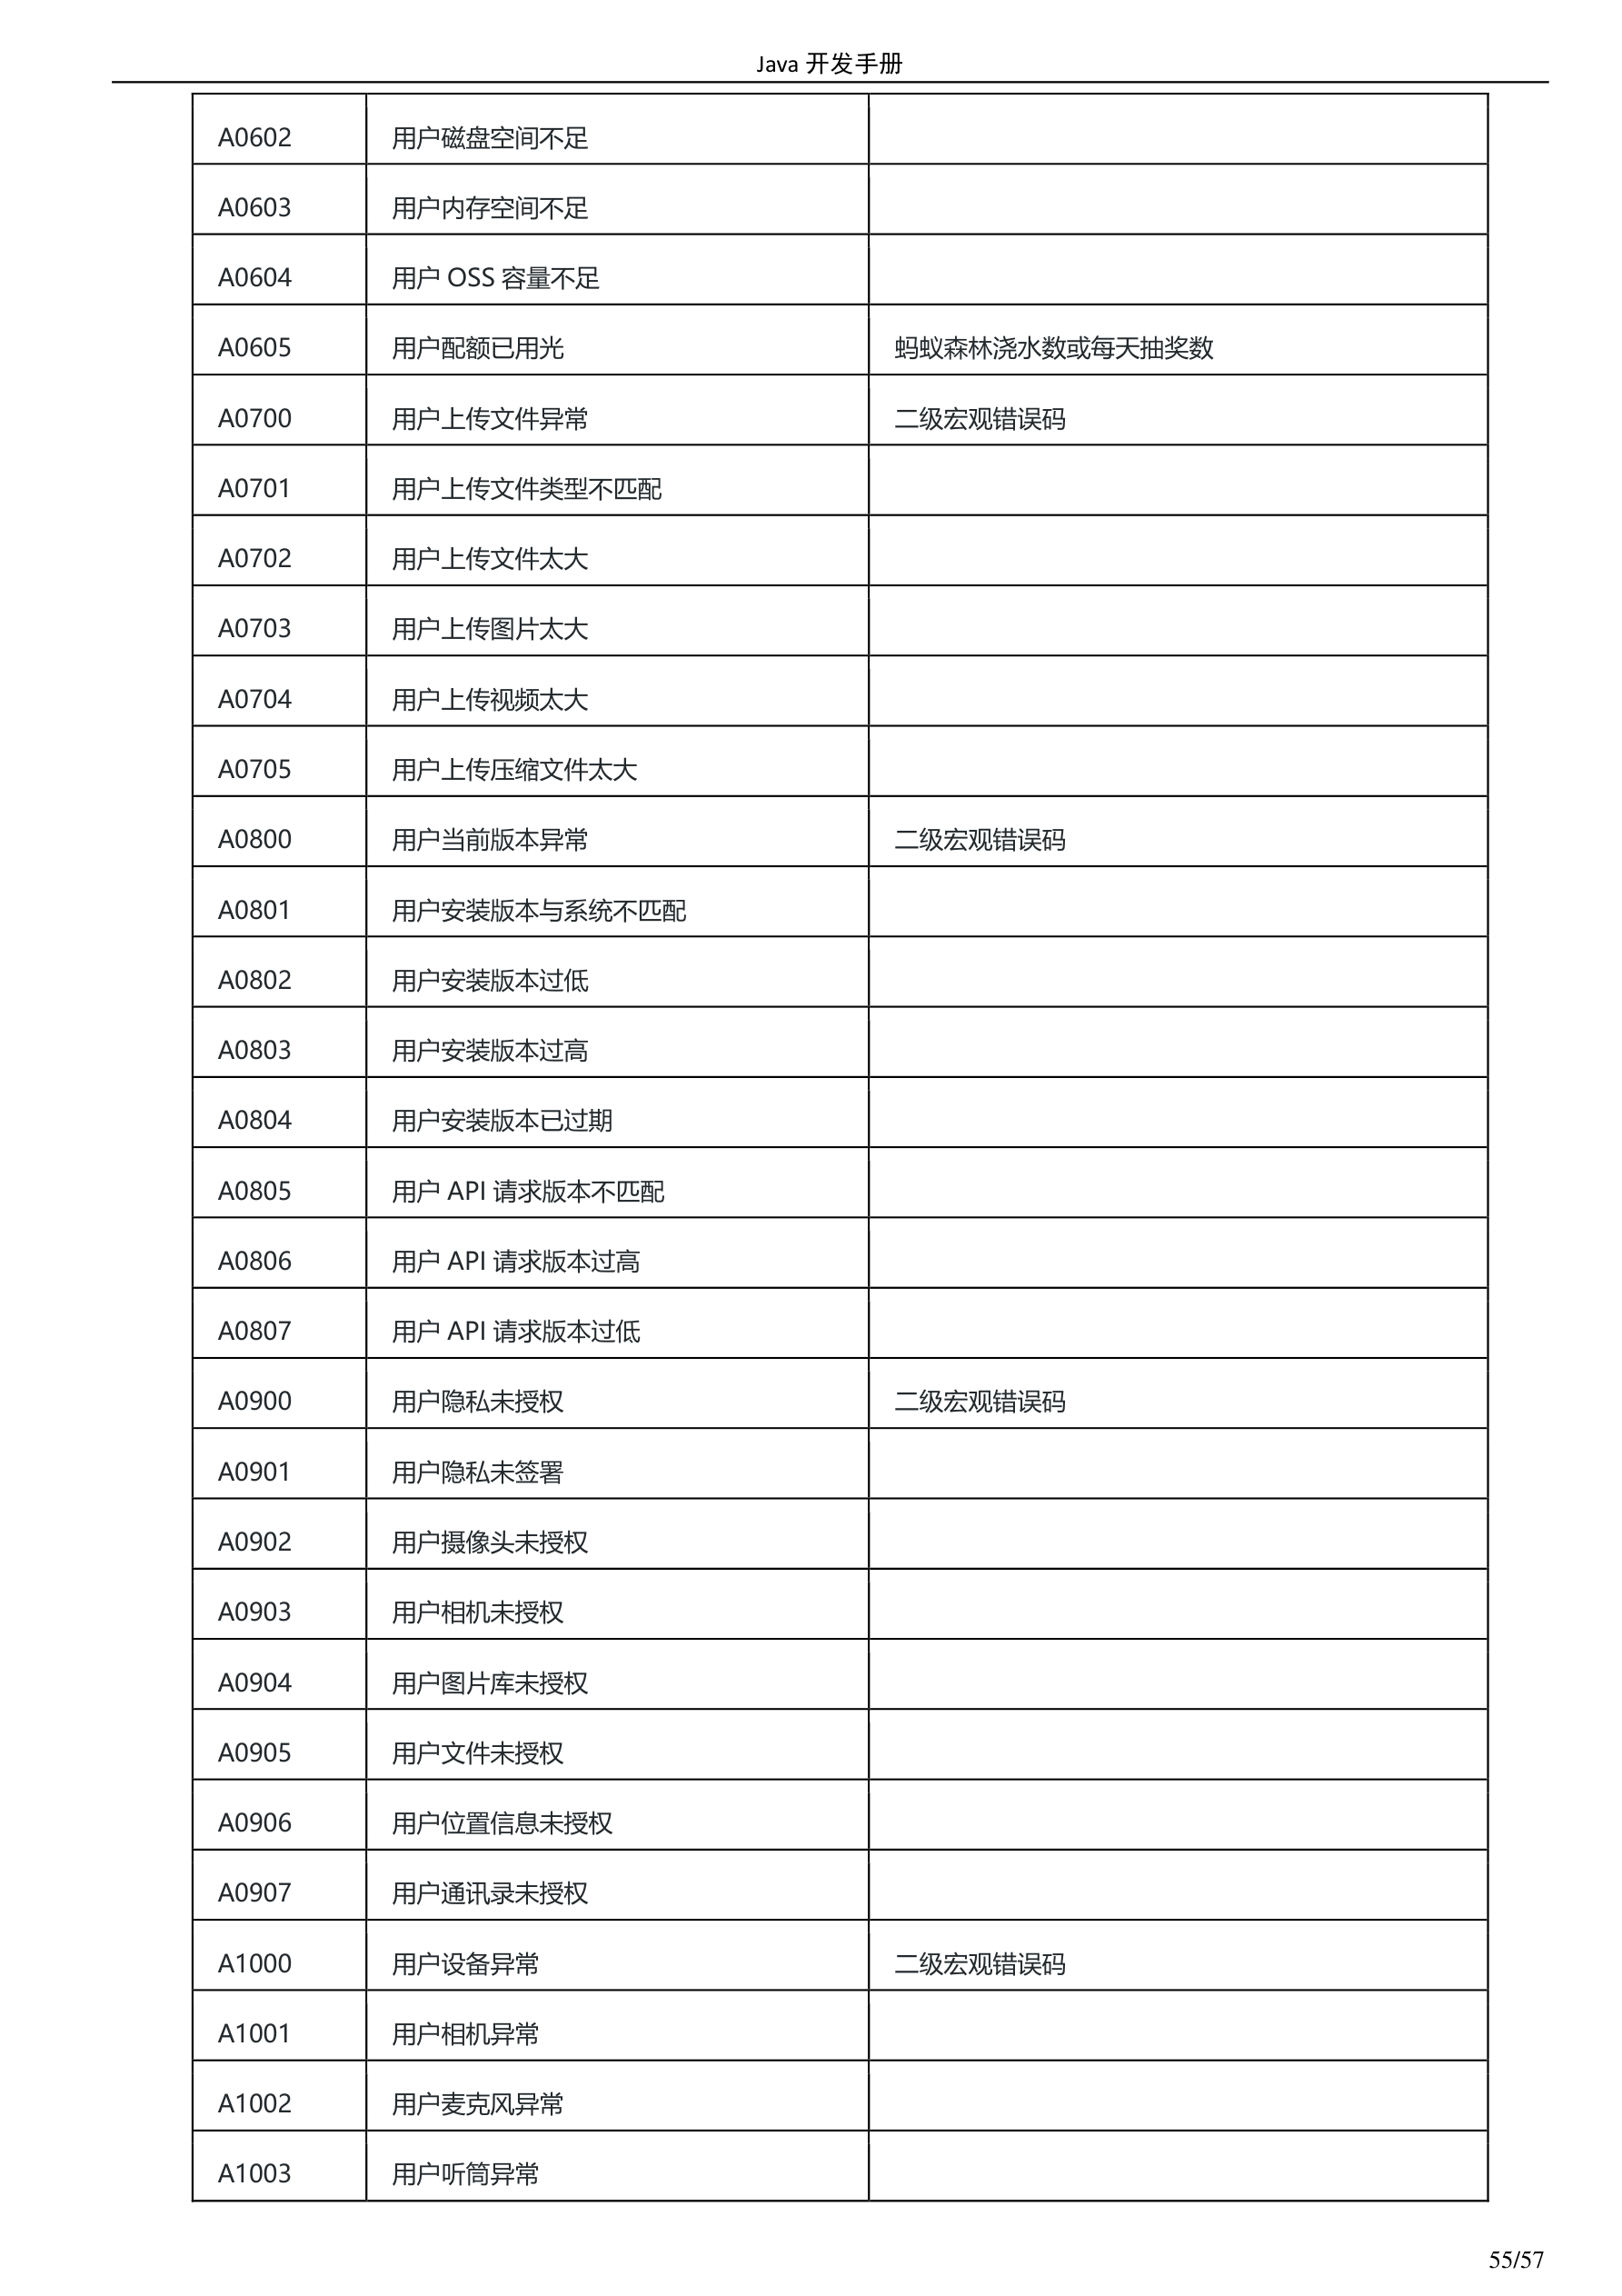 Java 开发手册
A0602 用户磁盘空间不足
A0603 用户内存空间不足
A0604 用户 OSS 容量不足
A0605 用户配额已用光 蚂蚁森林浇水数或每天抽奖数
A0700 用户上传文件异常 二级宏观错误码
A0701 用户上传文件类型不匹配
A0702 用户上传文件太大
A0703 用户上传图片太大
A0704 用户上传视频太大
A0705 用户上传压缩文件太大
A0800 用户当前版本异常 二级宏观错误码
A0801 用户安装版本与系统不匹配
A0802 用户安装版本过低
A0803 用户安装版本过高
A0804 用户安装版本已过期
A0805 用户 API 请求版本不匹配
A0806 用户 API 请求版本过高
A0807 用户 API 请求版本过低
A0900 用户隐私未授权 二级宏观错误码
A0901 用户隐私未签署
A0902 用户摄像头未授权
A0903 用户相机未授权
A0904 用户图片库未授权
A0905 用户文件未授权
A0906 用户位置信息未授权
A0907 用户通讯录未授权
A1000 用户设备异常 二级宏观错误码
A1001 用户相机异常
A1002 用户麦克风异常
A1003 用户听筒异常
55/57